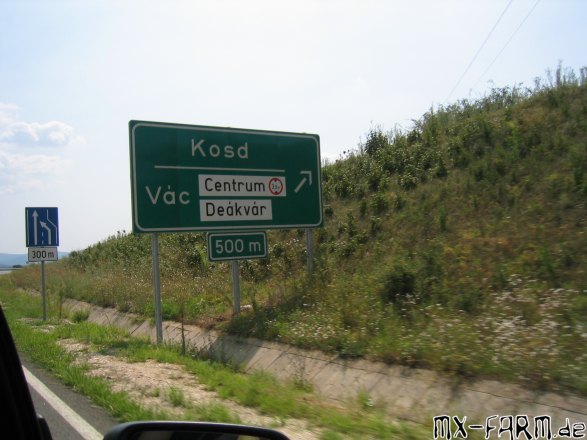 Kosd
Vác
Centrum
Deákvár
500 m
300 m
MX-FARM.de